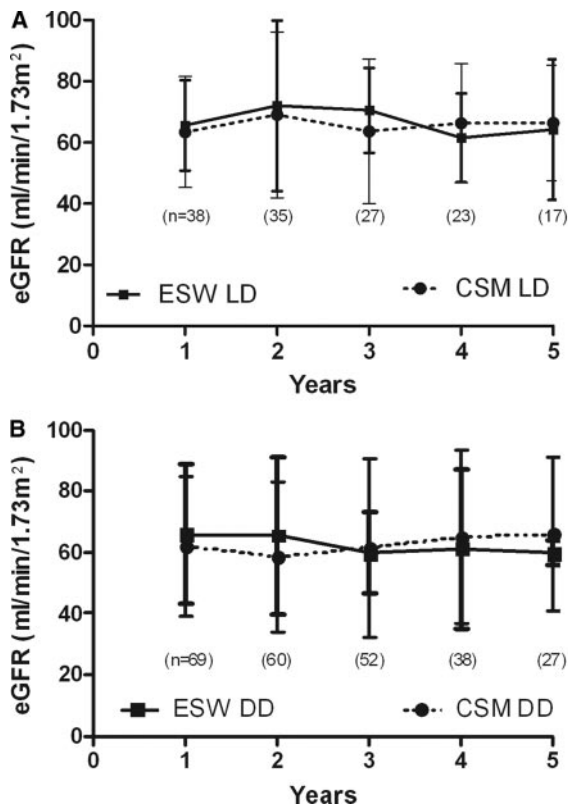 A
100
80
60
40
20
0
eGFR (ml/min/1.73m²)
(n=38) (35) (27) (23) (17)
ESW LD CSM LD
0 1 2 3 4 5
Years
B
100
80
60
40
20
0
eGFR (ml/min/1.73m²)
(n=69) (60) (52) (38) (27)
ESW DD CSM DD
0 1 2 3 4 5
Years